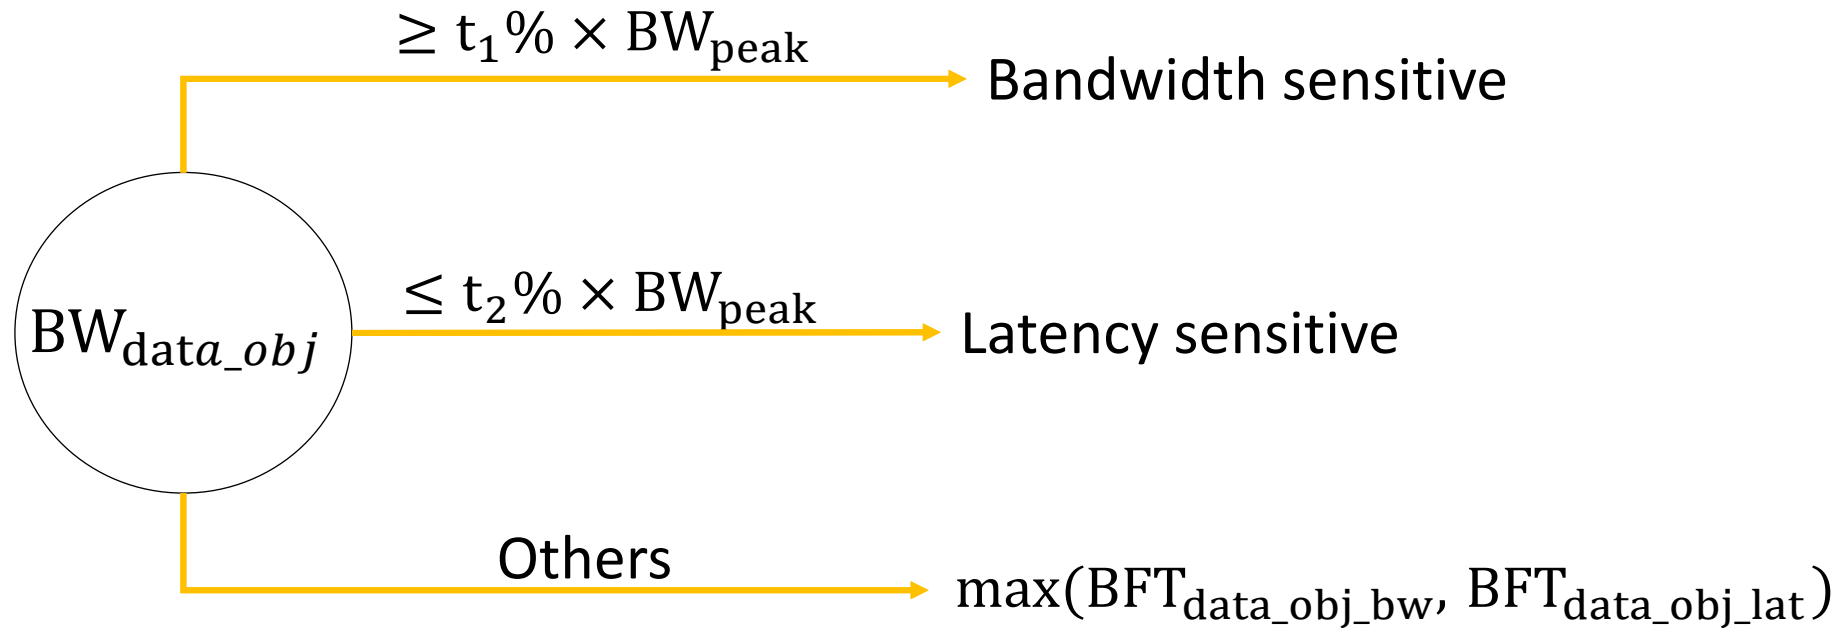 ≥ t₁% × BW_peak
Bandwidth sensitive
≤ t₂% × BW_peak
BW_data_obj
Latency sensitive
Others
max(BFT_data_obj_bw, BFT_data_obj_lat)